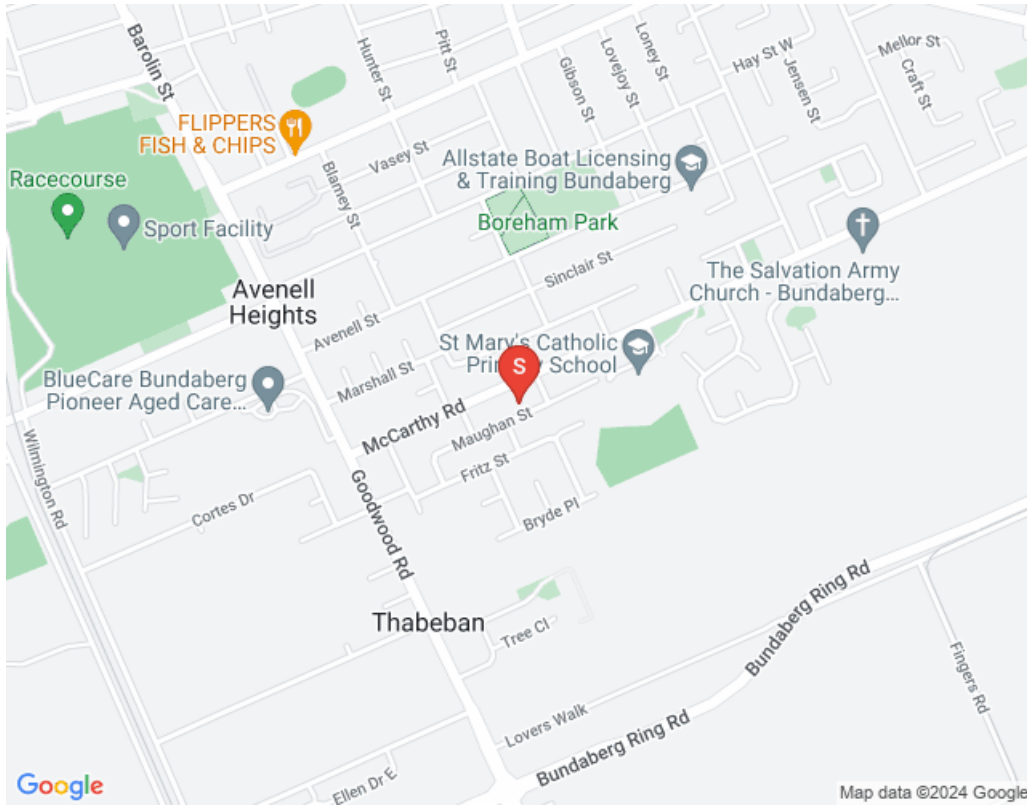 Barolin St
Hunter St
Pitt St
Gibson St
Lovejoy St
Loney St
Hay St W
Jensen St
Mellor St
Craft St
FLIPPERS
FISH & CHIPS
Vasey St
Blamey St
Allstate Boat Licensing
& Training Bundaberg
Racecourse
Sport Facility
Boreham Park
Sinclair St
The Salvation Army
Church - Bundaberg...
Avenell
Heights
Avenell St
St Mary's Catholic
Primary School
S
Marshall St
BlueCare Bundaberg
Pioneer Aged Care...
McCarthy Rd
Maughan St
Wilmington Rd
Fritz St
Goodwood Rd
Cortes Dr
Bryde Pl
Bundaberg Ring Rd
Thabeban
Tree Cl
Fingers Rd
Lovers Walk
Bundaberg Ring Rd
Ellen Dr E
Google
Map data ©2024 Google